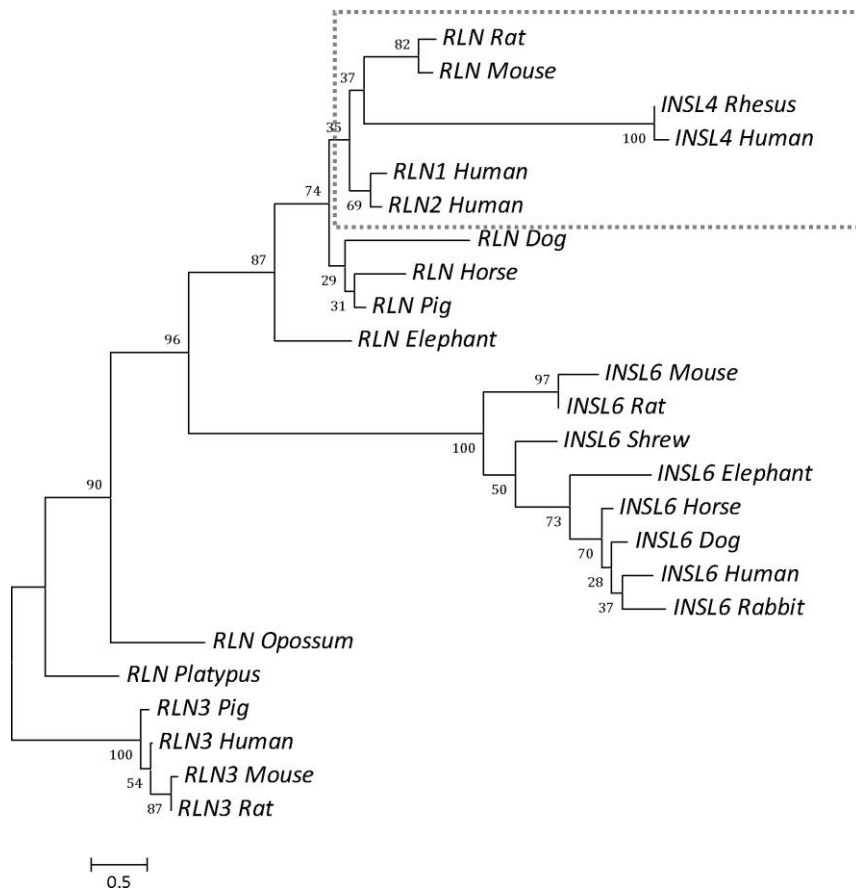 82
RLN Rat
RLN Mouse
37
INSL4 Rhesus
100
INSL4 Human
35
RLN1 Human
74
69
RLN2 Human
RLN Dog
87
29
RLN Horse
31
RLN Pig
96
RLN Elephant
97
INSL6 Mouse
INSL6 Rat
100
INSL6 Shrew
50
INSL6 Elephant
90
73
INSL6 Horse
70
INSL6 Dog
28
INSL6 Human
37
INSL6 Rabbit
RLN Opossum
RLN Platypus
RLN3 Pig
100
RLN3 Human
54
RLN3 Mouse
87
RLN3 Rat
0.5